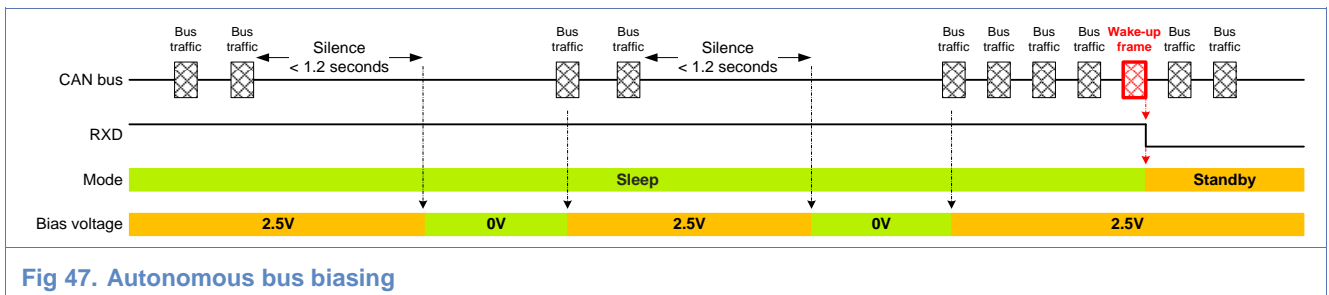 Bus traffic
Bus traffic
Silence
< 1.2 seconds
Bus traffic
Bus traffic
Silence
< 1.2 seconds
Bus traffic
Bus traffic
Bus traffic
Bus traffic
Wake-up frame
Bus traffic
Bus traffic
CAN bus
RXD
Mode
Sleep
Standby
Bias voltage
2.5V
0V
2.5V
0V
2.5V
Fig 47. Autonomous bus biasing